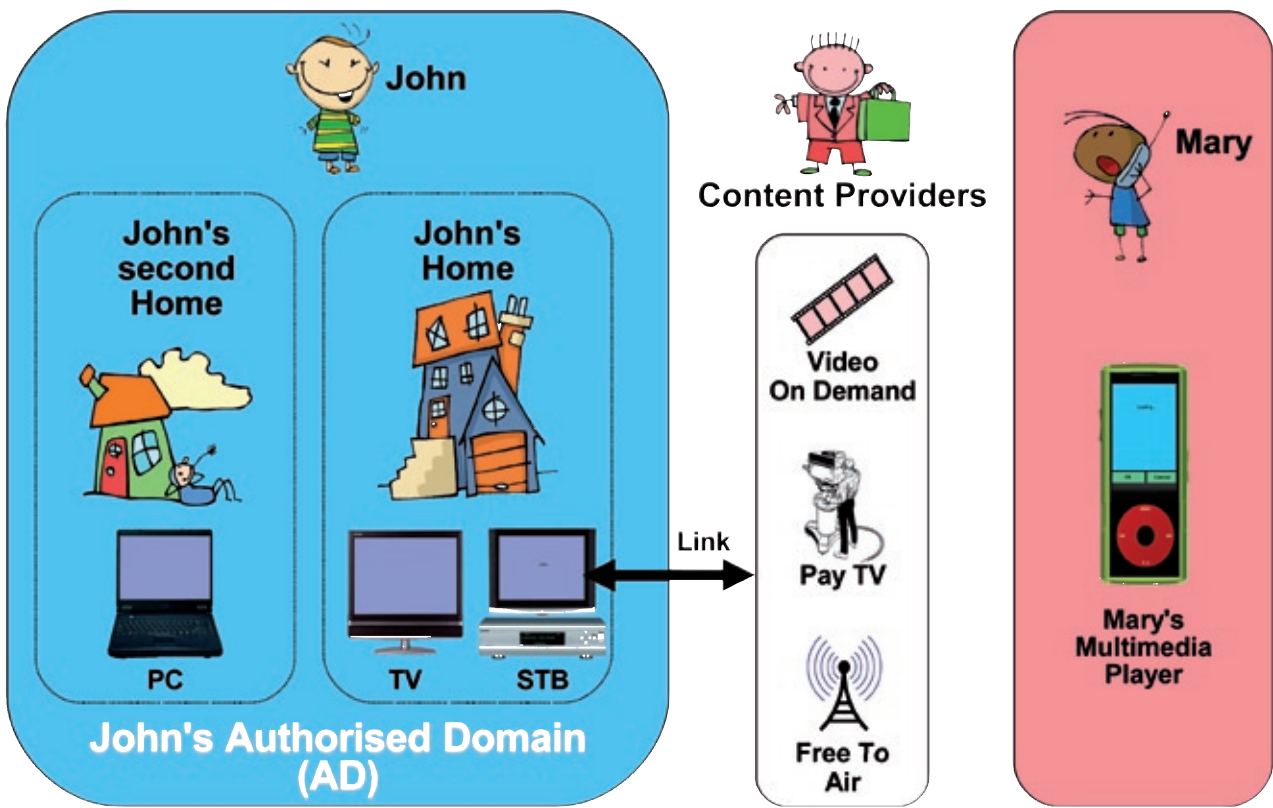 John
John's
second
Home
John's
Home
PC
TV
STB
John's Authorised Domain
(AD)
Link
Content Providers
Video
On Demand
Pay TV
Free To
Air
Mary
Mary's
Multimedia
Player